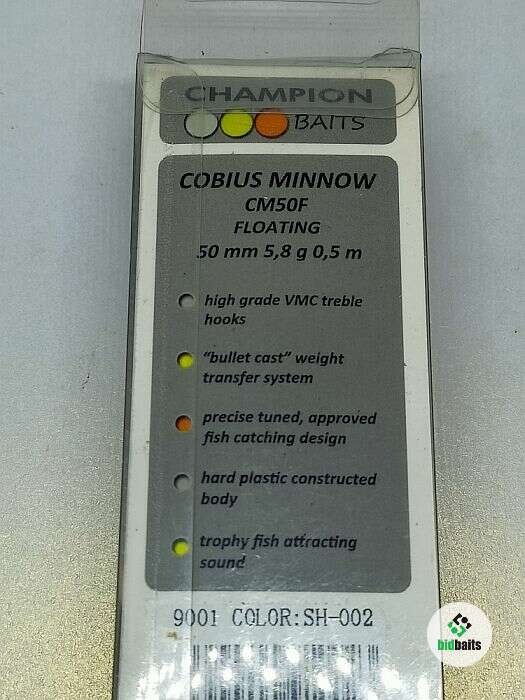 CHAMPION
BAITS
COBIUS MINNOW
CM50F
FLOATING
50 mm 5,8 g 0,5 m
high grade VMC treble
hooks
"bullet cast" weight
transfer system
precise tuned, approved
fish catching design
hard plastic constructed
body
trophy fish attracting
sound
9001 COLOR:SH-002
bidbaits